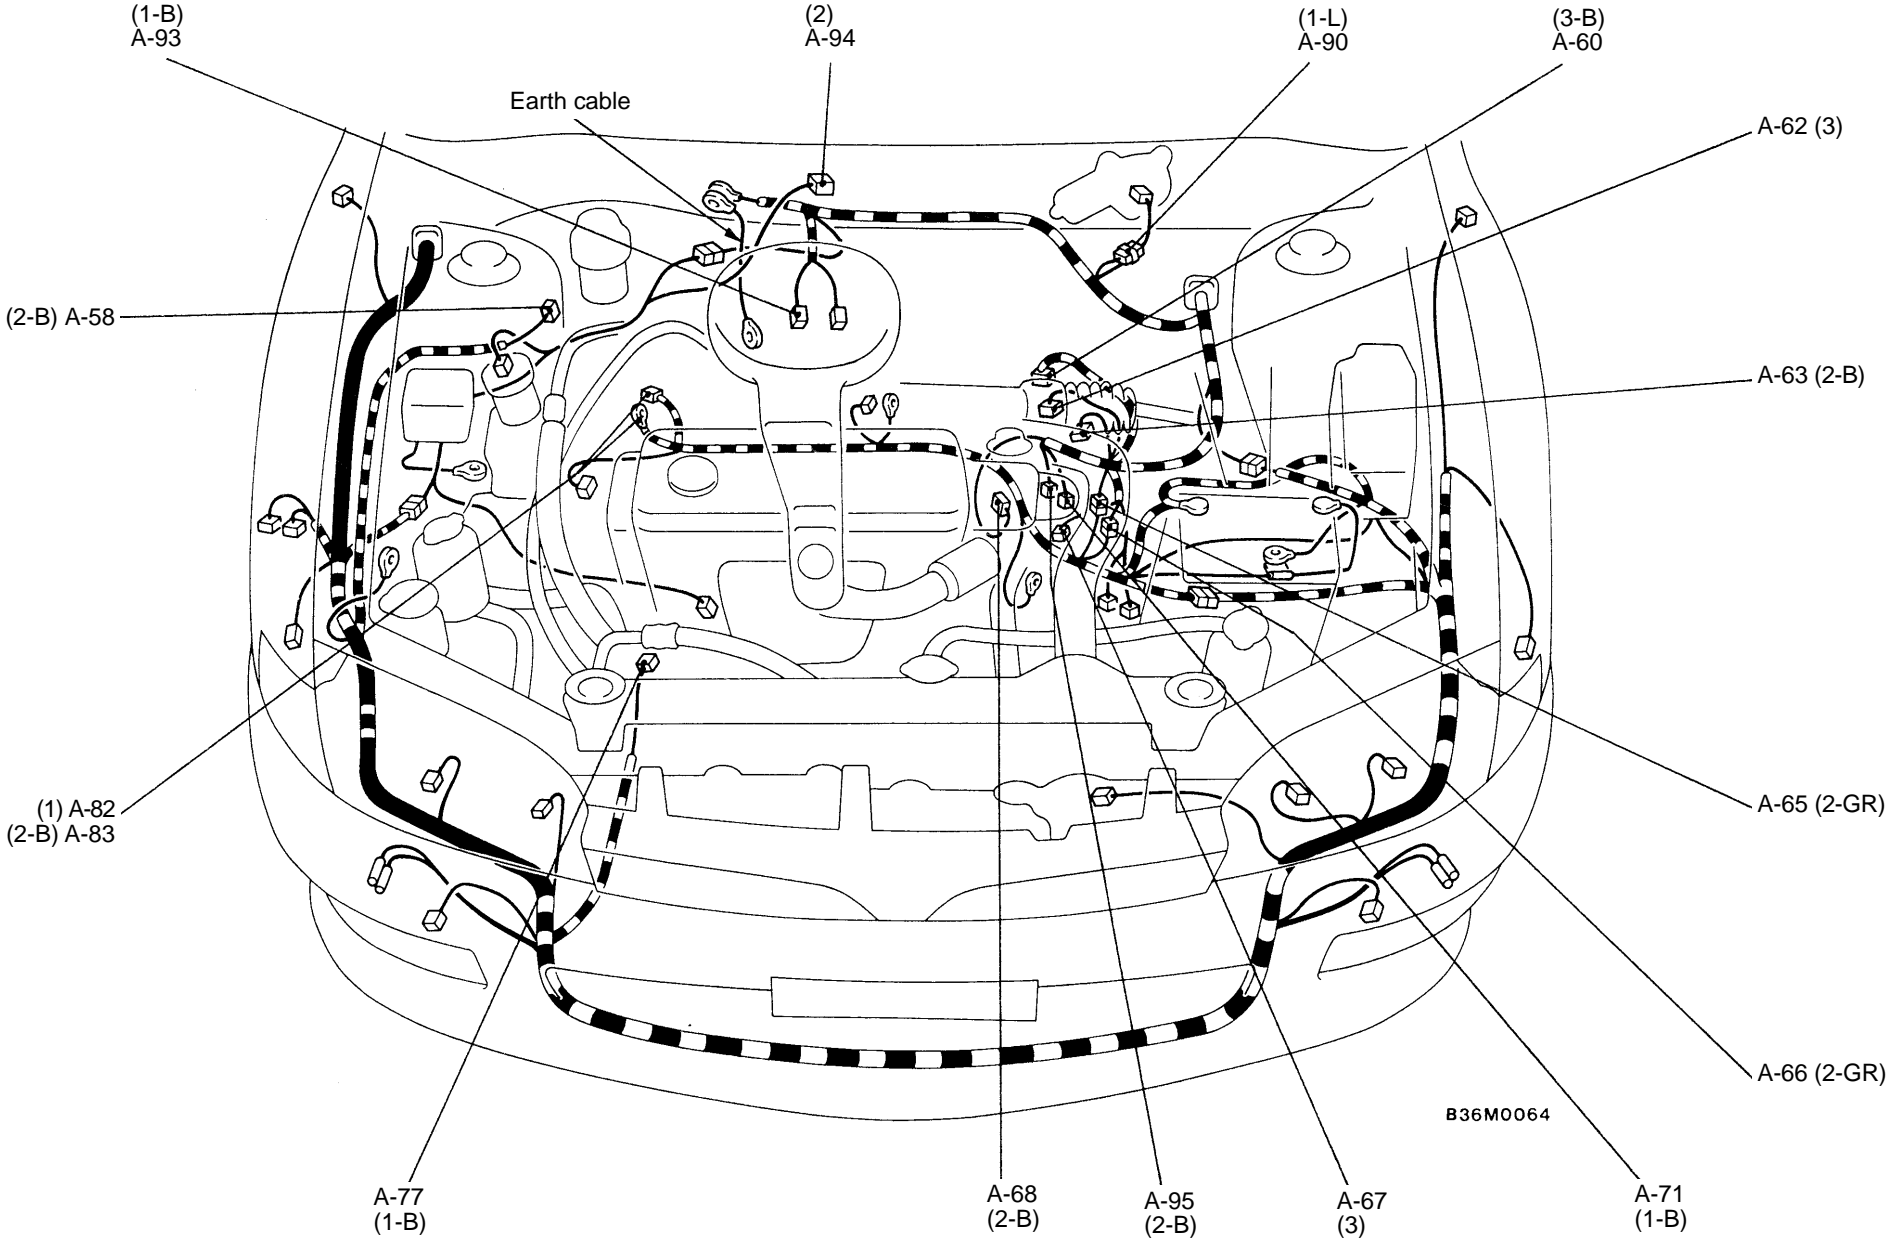 (1-B)
A-93
(2)
A-94
(1-L)
A-90
(3-B)
A-60
Earth cable
A-62 (3)
(2-B) A-58
A-63 (2-B)
(1) A-82
(2-B) A-83
A-65 (2-GR)
A-66 (2-GR)
B36M0064
A-77
(1-B)
A-68
(2-B)
A-95
(2-B)
A-67
(3)
A-71
(1-B)